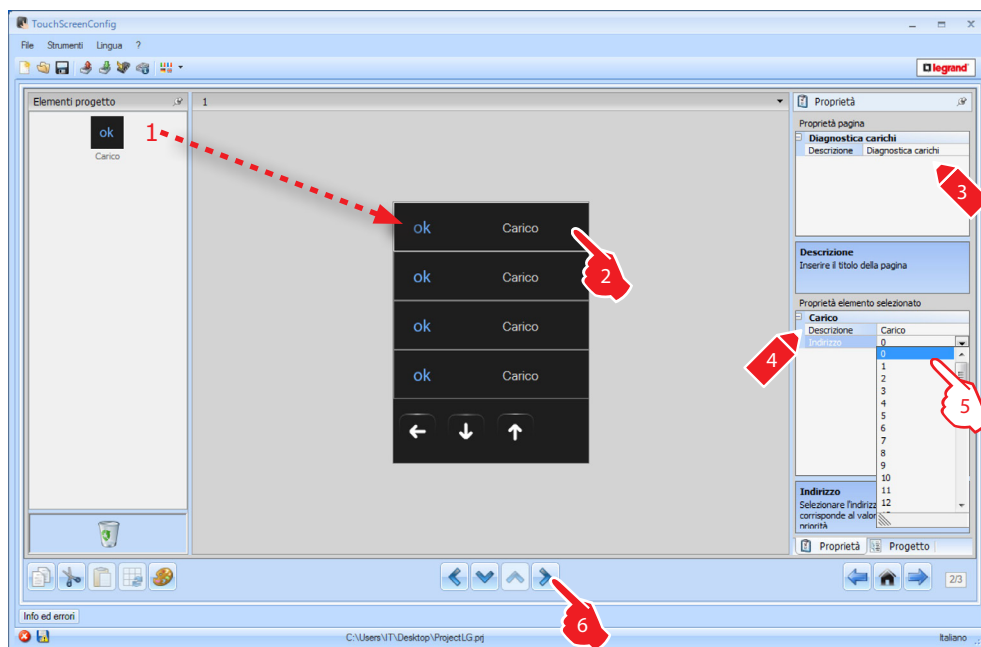 TouchScreenConfig
File Strumenti Lingua ?
legrand
Elementi progetto
1
Proprietà
ok
Carico
1
Proprietà pagina
Diagnostica carichi
Descrizione Diagnostica carichi
3
ok Carico
2
ok Carico
ok Carico
ok Carico
Descrizione
Inserire il titolo della pagina
Proprietà elemento selezionato
Carico
Descrizione Carico
Indirizzo 0
4
0
1
2
3
4
5
5
6
7
8
9
10
11
12
Indirizzo
Selezionare l'indirizz
corrisponde al valor
priorità
Proprietà Progetto
2/3
6
Info ed errori
C:\Users\IT\Desktop\ProjectLG.prj
Italiano